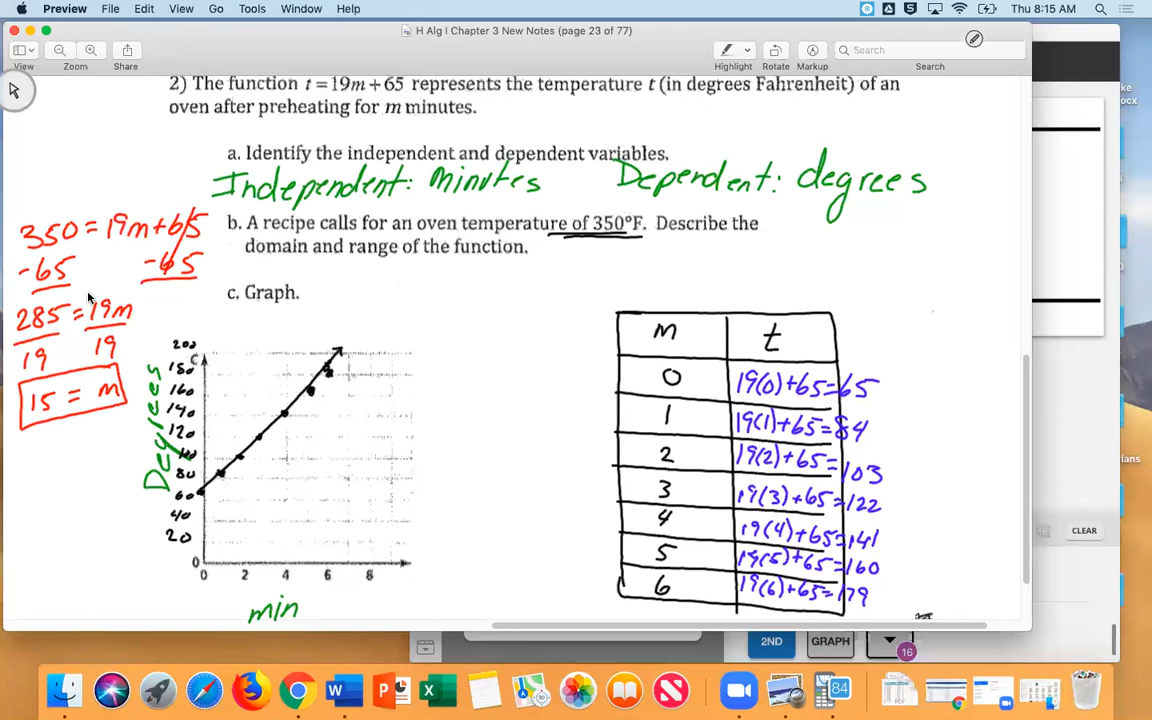 Preview File Edit View Go Tools Window Help
Thu 8:15 AM
H Alg I Chapter 3 New Notes (page 23 of 77)
View Zoom Share Highlight Rotate Markup Search
Search
2) The function t = 19m + 65 represents the temperature t (in degrees Fahrenheit) of an
oven after preheating for m minutes.
a. Identify the independent and dependent variables.
Independent: minutes Dependent: degrees
b. A recipe calls for an oven temperature of 350°F. Describe the
domain and range of the function.
c. Graph.
350 = 19m + 65
-65 -65
285 = 19m
19 19
15 = m
Degrees
200
180
160
140
120
100
80
60
40
20
0
0 2 4 6 8
min
m t
0 19(0)+65=65
1 19(1)+65=84
2 19(2)+65=103
3 19(3)+65=122
4 19(4)+65=141
5 19(5)+65=160
6 19(6)+65=179
ocx
lans
CLEAR
2ND GRAPH
16
84